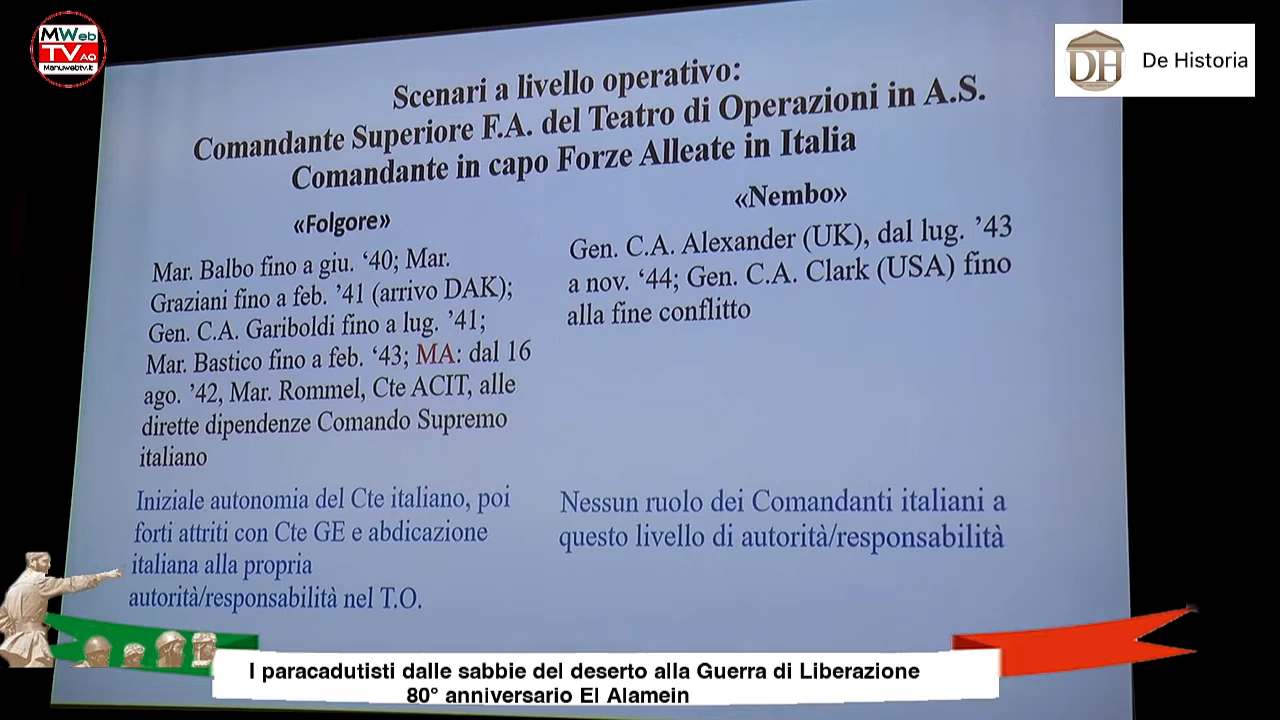 MWeb
TV AQ
Manuwebtv.it
DH
De Historia
Scenari a livello operativo:
Comandante Superiore F.A. del Teatro di Operazioni in A.S.
Comandante in capo Forze Alleate in Italia
«Folgore»
Mar. Balbo fino a giu. ‘40; Mar.
Graziani fino a feb. ’41 (arrivo DAK);
Gen. C.A. Gariboldi fino a lug. ’41;
Mar. Bastico fino a feb. ‘43; MA: dal 16
ago. ’42, Mar. Rommel, Cte ACIT, alle
dirette dipendenze Comando Supremo
italiano
Iniziale autonomia del Cte italiano, poi
forti attriti con Cte GE e abdicazione
italiana alla propria
autorità/responsabilità nel T.O.
«Nembo»
Gen. C.A. Alexander (UK), dal lug. ’43
a nov. ‘44; Gen. C.A. Clark (USA) fino
alla fine conflitto
Nessun ruolo dei Comandanti italiani a
questo livello di autorità/responsabilità
I paracadutisti dalle sabbie del deserto alla Guerra di Liberazione
80° anniversario El Alamein